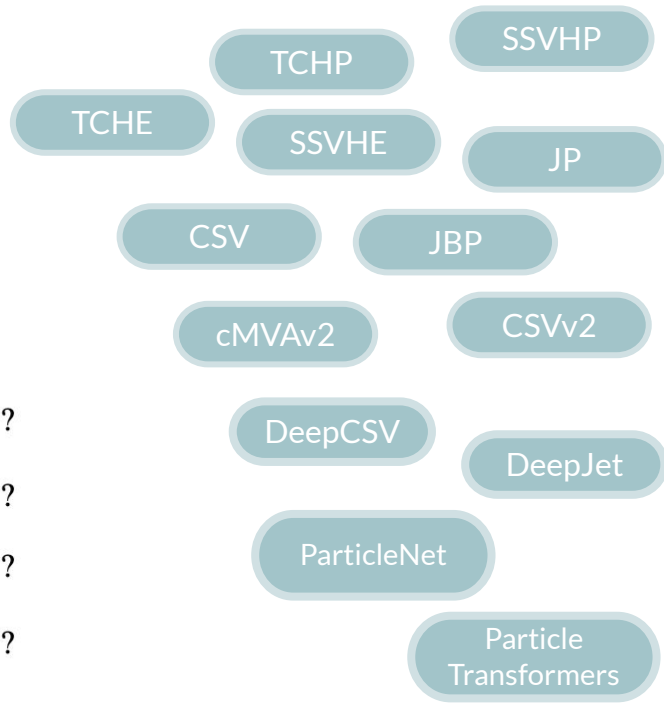 SSVHP
TCHP
TCHE
SSVHE
JP
CSV
JBP
cMVAv2
CSVv2
?
DeepCSV
DeepJet
?
ParticleNet
?
?
Particle
Transformers